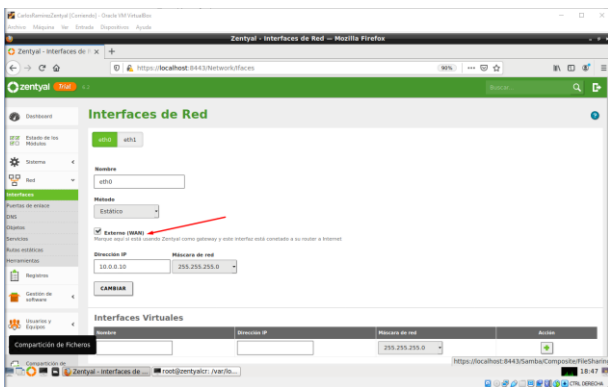 CarlosRamirezZentyal [Corriendo] - Oracle VM VirtualBox
Archivo Máquina Ver Entrada Dispositivos Ayuda
Zentyal - Interfaces de Red — Mozilla Firefox
Zentyal - Interfaces de
https://localhost:8443/Network/Ifaces
90%
zentyal Trial
Buscar...
Dashboard
Interfaces de Red
Estado de los Módulos
eth0 eth1
Sistema
Nombre
Red
eth0
Interfaces
Método
Puertas de enlace
Estático
DNS
Objetos
Externo (WAN)
Servicios
Marque aquí si está usando Zentyal como gateway y este interfaz está conectado a su router a Internet
Rutas estáticas
Dirección IP Máscara de red
Herramientas
10.0.0.10 255.255.255.0
Registros
CAMBIAR
Gestión de software
Interfaces Virtuales
Usuarios y Equipos
Nombre Dirección IP Máscara de red Acción
Compartición de Ficheros
255.255.255.0
Compartición de
https://localhost:8443/Samba/Composite/FileSharin
Zentyal - Interfaces de ... root@zentyalcr: /var/lo...
18:47
CTRL DERECHA